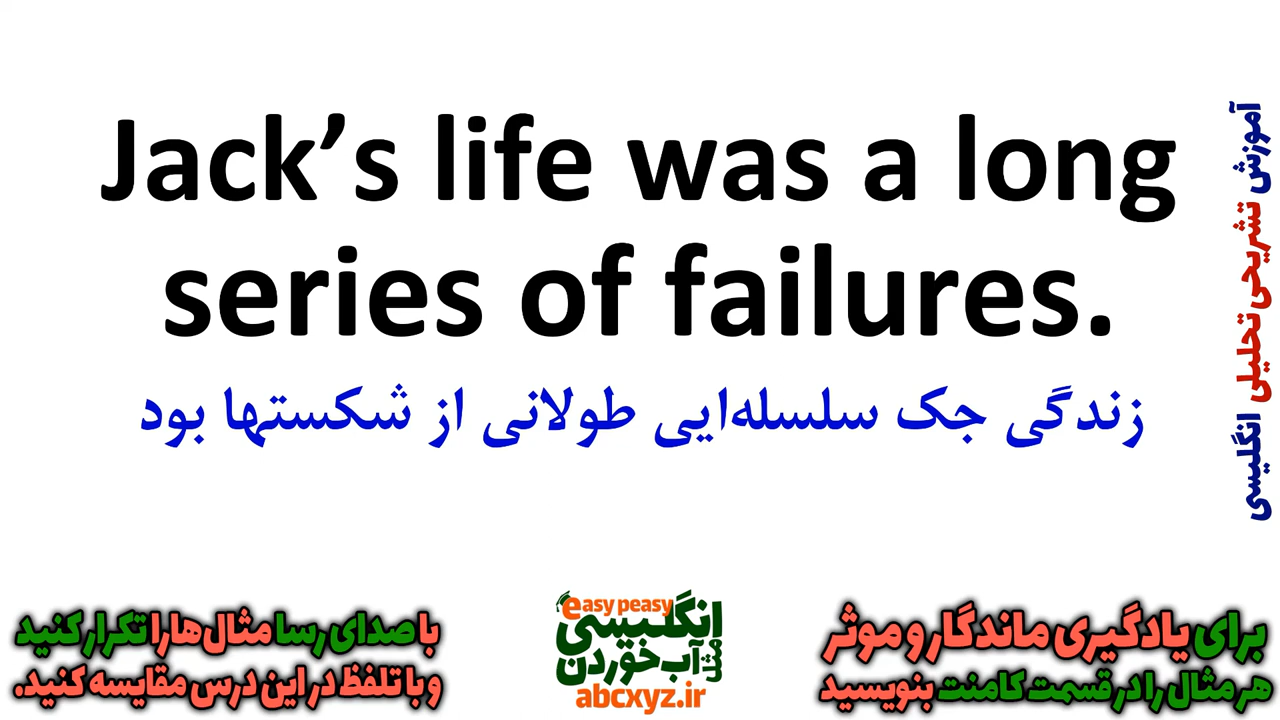 Jack’s life was a long
series of failures.
زندگی جک سلسله‌ایی طولانی از شکستها بود
آموزش تشریحی تحلیلی انگلیسی
برای یادگیری ماندگار و موثر
هر مثال را در قسمت کامنت بنویسید
easy peasy
انگلیسی
مثل
آب خوردن
abcxyz.ir
با صدای رسا مثال‌ها را تکرار کنید
و با تلفظ در این درس مقایسه کنید.